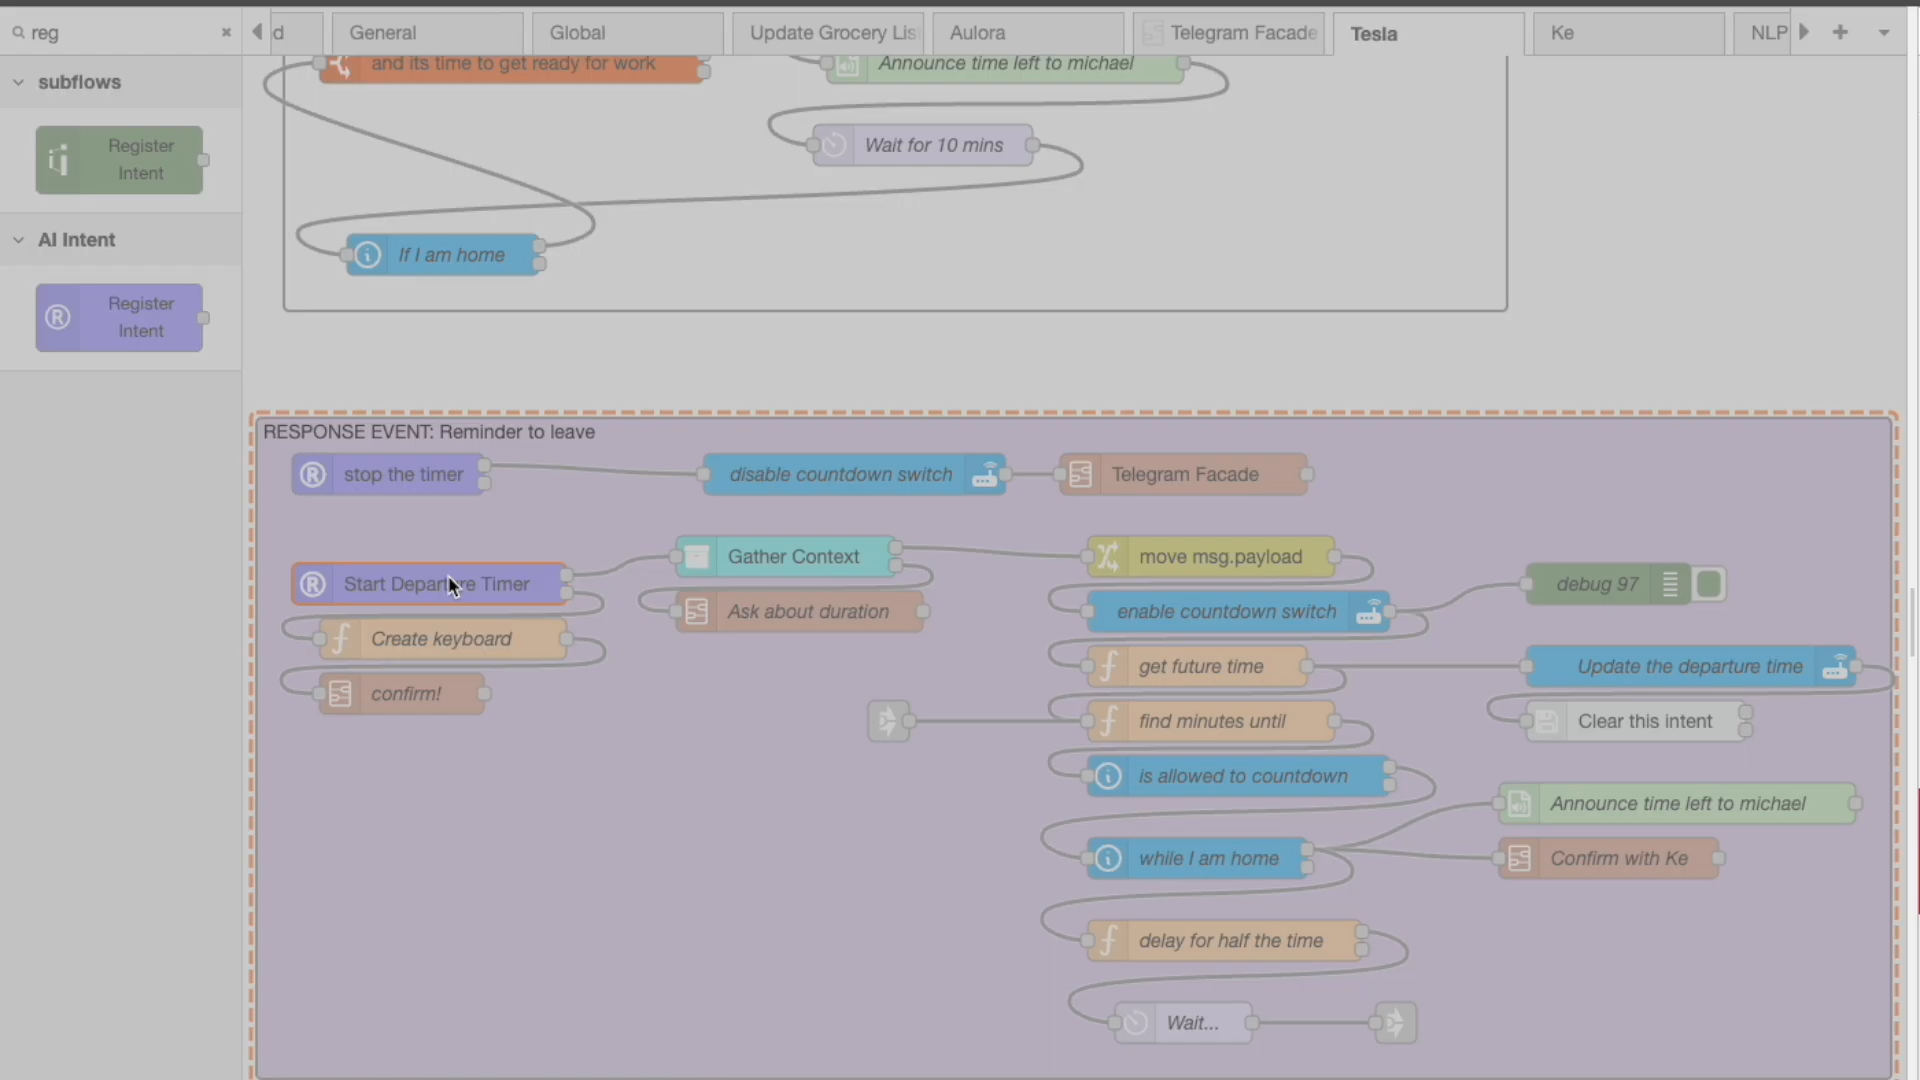 reg
subflows
Register
Intent
AI Intent
Register
Intent
d
General
Global
Update Grocery Lis
Aulora
Telegram Facade
Tesla
Ke
NLP
and its time to get ready for work
Announce time left to michael
Wait for 10 mins
If I am home
RESPONSE EVENT: Reminder to leave
stop the timer
disable countdown switch
Telegram Facade
Start Departure Timer
Gather Context
move msg.payload
debug 97
Create keyboard
Ask about duration
enable countdown switch
confirm!
get future time
Update the departure time
find minutes until
Clear this intent
is allowed to countdown
Announce time left to michael
while I am home
Confirm with Ke
delay for half the time
Wait...